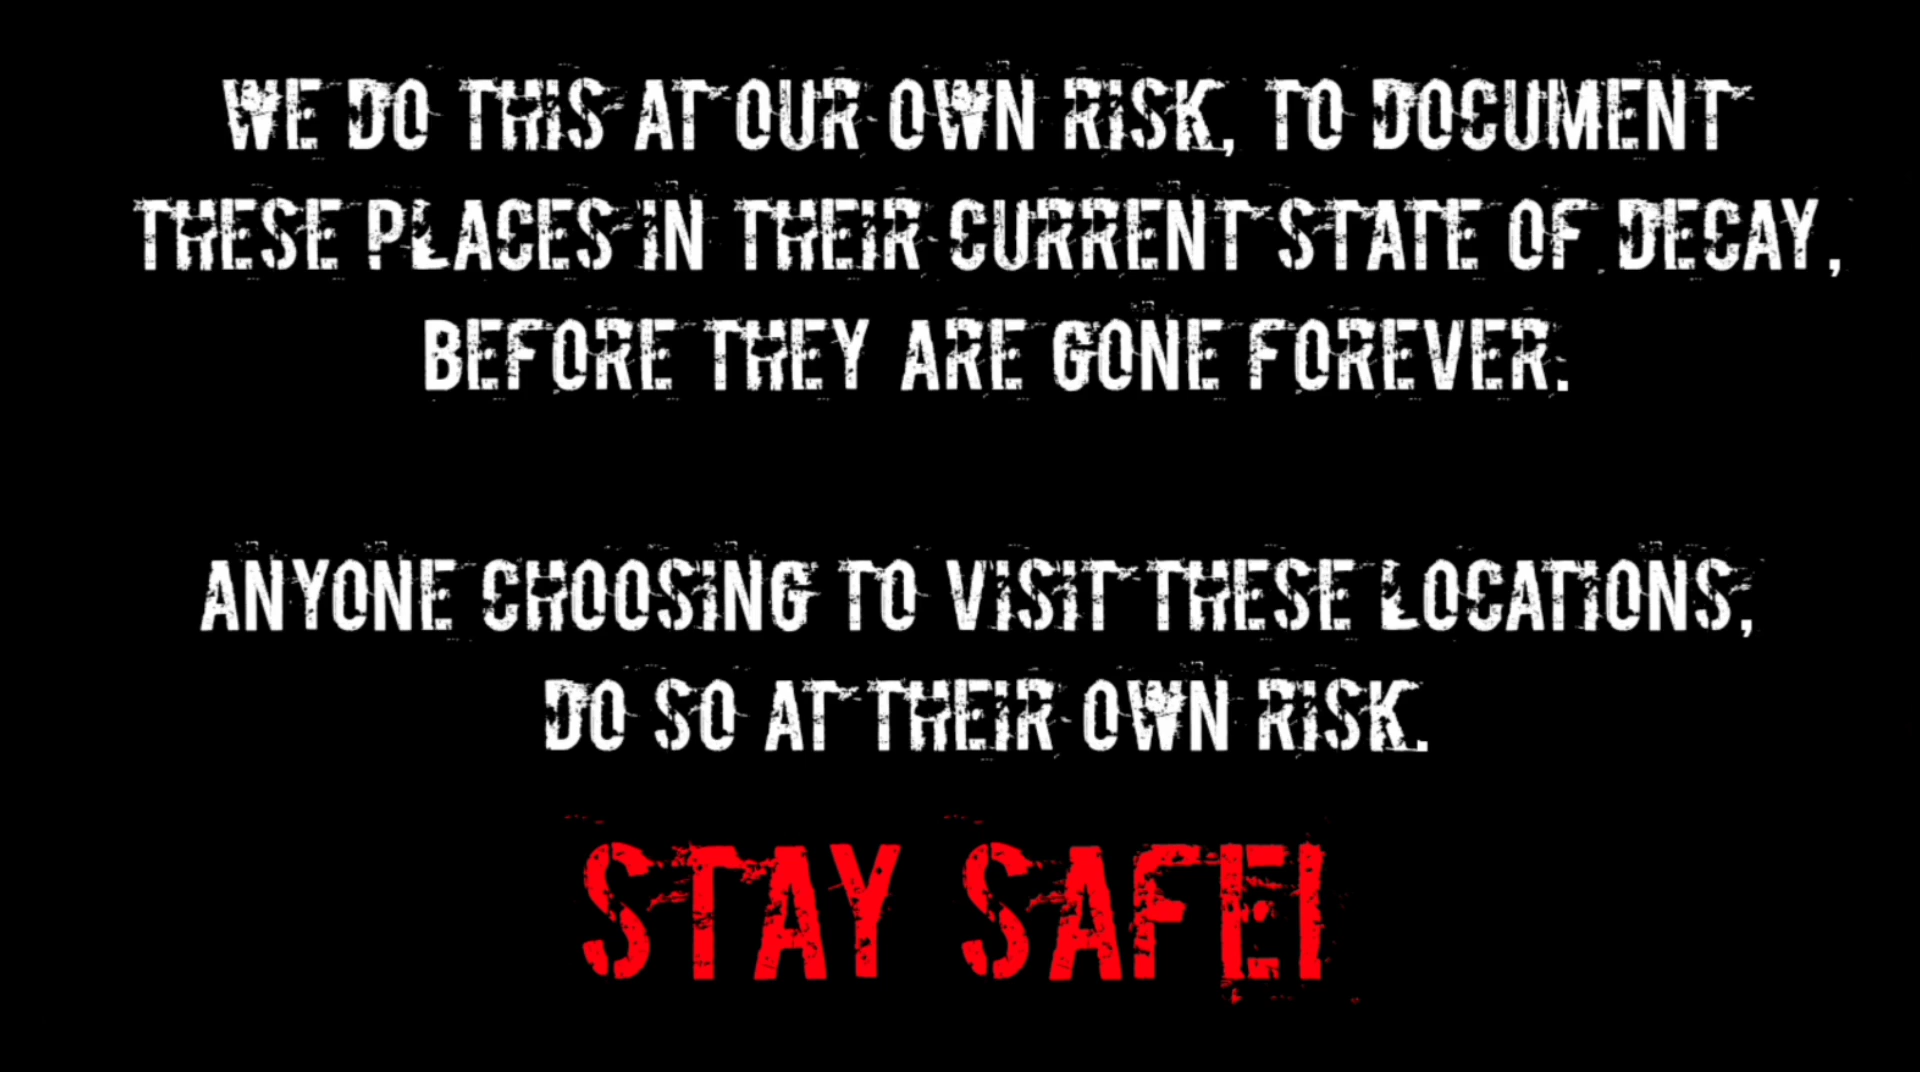 WE DO THIS AT OUR OWN RISK, TO DOCUMENT
THESE PLACES IN THEIR CURRENT STATE OF DECAY,
BEFORE THEY ARE GONE FOREVER.
ANYONE CHOOSING TO VISIT THESE LOCATIONS,
DO SO AT THEIR OWN RISK.
STAY SAFE!